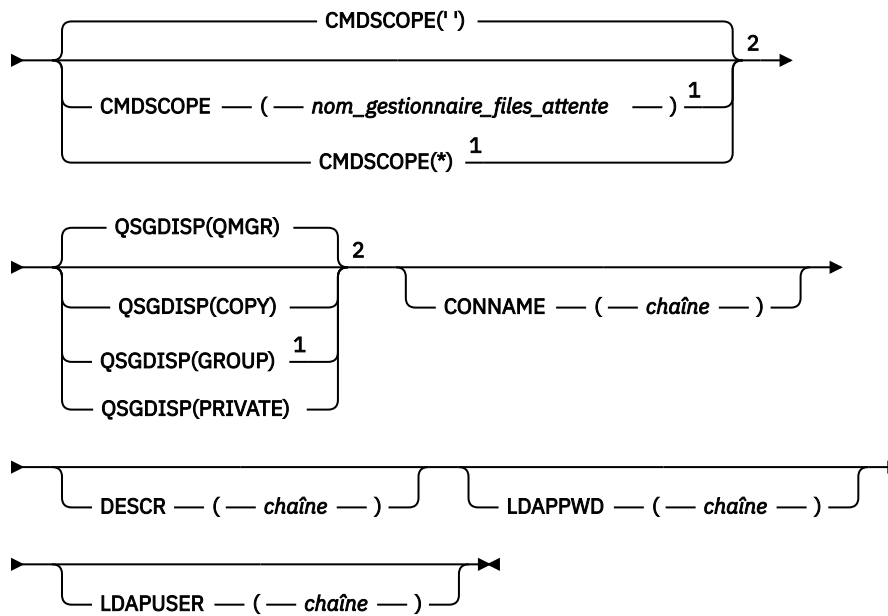 CMDSCOPE(' ')
2
CMDSCOPE ( nom_gestionnaire_files_attente ) 1
CMDSCOPE(*) 1
QSGDISP(QMGR)
2
QSGDISP(COPY)
CONNAME ( chaîne )
QSGDISP(GROUP) 1
QSGDISP(PRIVATE)
DESCR ( chaîne ) LDAPPWD ( chaîne )
LDAPUSER ( chaîne )